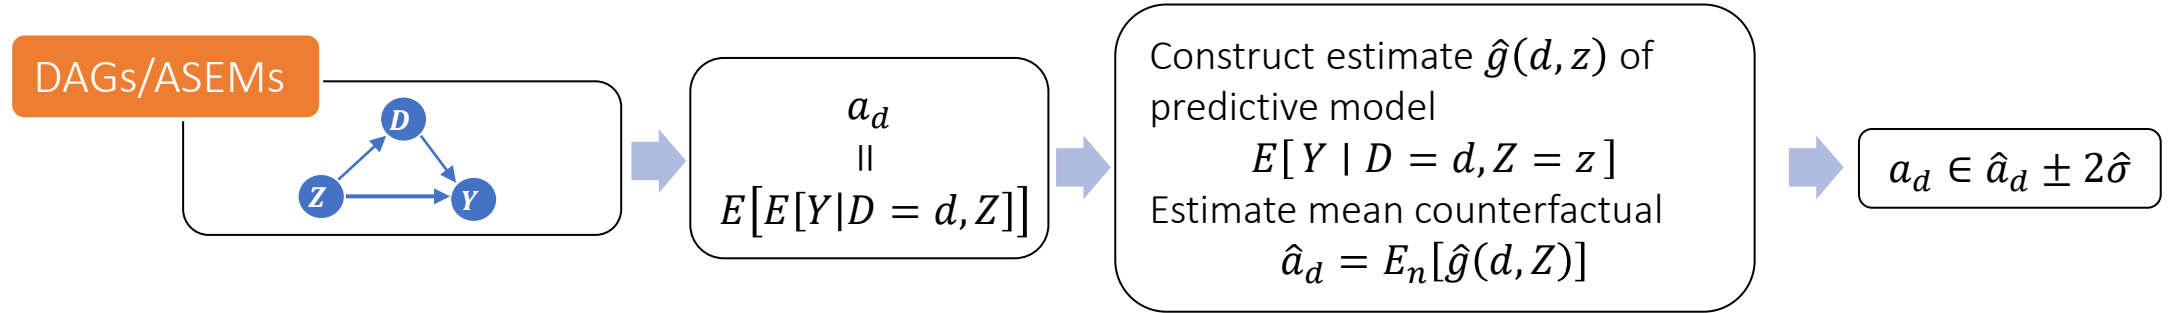 DAGs/ASEMs
D
Z
Y
a_d
=
E[E[Y|D = d, Z]]
Construct estimate ĝ(d, z) of
predictive model
E[ Y | D = d, Z = z ]
Estimate mean counterfactual
â_d = E_n[ĝ(d, Z)]
a_d ∈ â_d ± 2σ̂